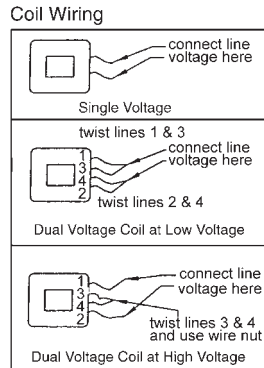 Coil Wiring
connect line
voltage here
Single Voltage
twist lines 1 & 3
connect line
voltage here
1
3
4
2
twist lines 2 & 4
Dual Voltage Coil at Low Voltage
connect line
voltage here
1
3
4
2
twist lines 3 & 4
and use wire nut
Dual Voltage Coil at High Voltage